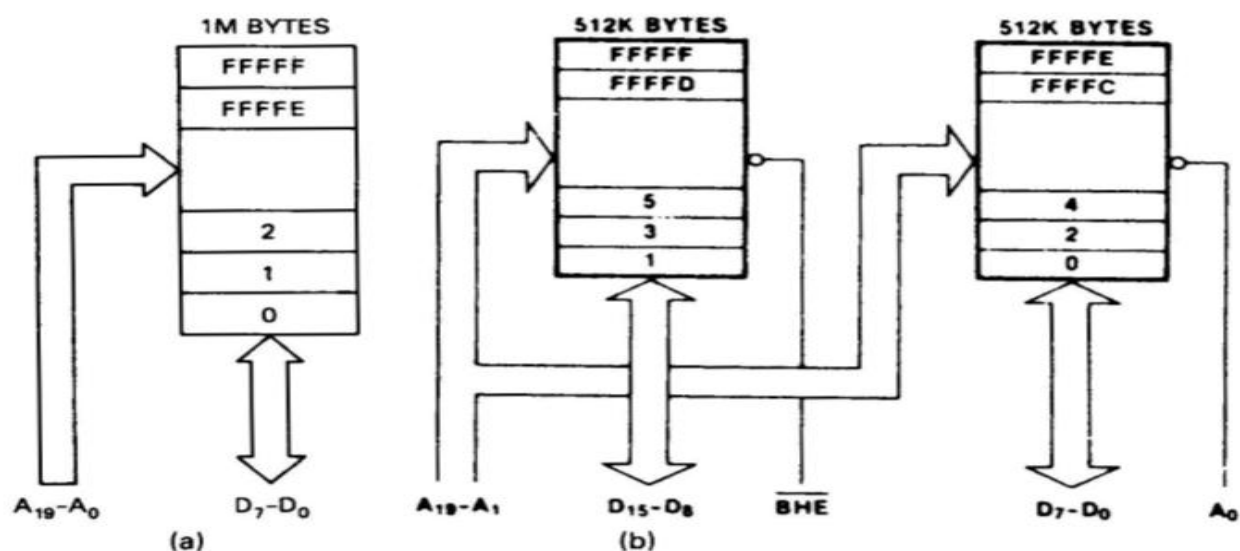 1M BYTES
FFFFF
FFFFE
2
1
0
A19-A0
D7-D0
(a)
512K BYTES
FFFFF
FFFFD
5
3
1
A19-A1
D15-D8
BHE
(b)
512K BYTES
FFFFE
FFFFC
4
2
0
D7-D0
A0